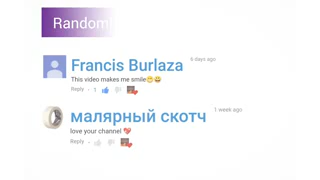 Randomi
Francis Burlaza 6 days ago
This video makes me smile😁😀
Reply · 1
малярный скотч 1 week ago
love your channel 💖
Reply ·